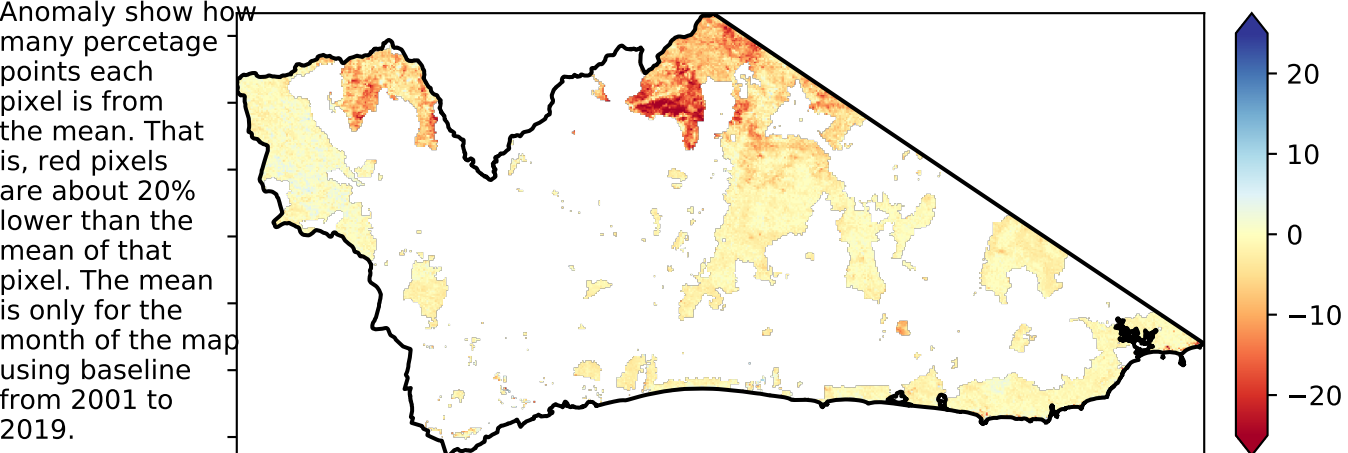 Anomaly show how
many percetage
points each
pixel is from
the mean. That
is, red pixels
are about 20%
lower than the
mean of that
pixel. The mean
is only for the
month of the map
using baseline
from 2001 to
2019.
20
10
0
−10
−20